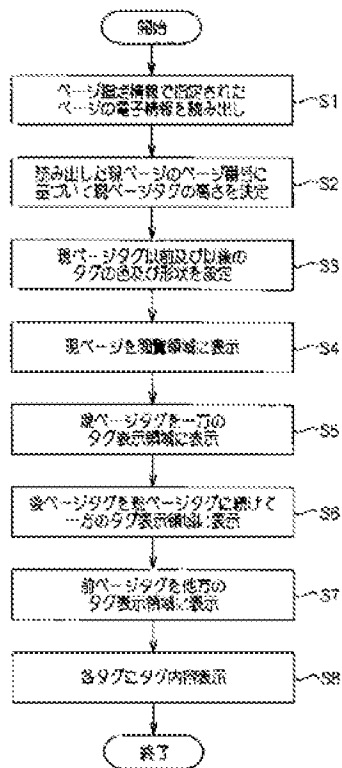 開始
ページ指定情報で指定された
ページの電子情報を読み出し
S1
読み出した現ページのページ番号に
基づいて現ページタグの高さを決定
S2
現ページタグ以前及び以後の
タグの色及び形状を設定
S3
現ページを閲覧領域に表示
S4
現ページタグを一方の
タグ表示領域に表示
S5
後ページタグを現ページタグに続けて
一方のタグ表示領域に表示
S6
前ページタグを他方の
タグ表示領域に表示
S7
各タグにタグ内容表示
S8
終了